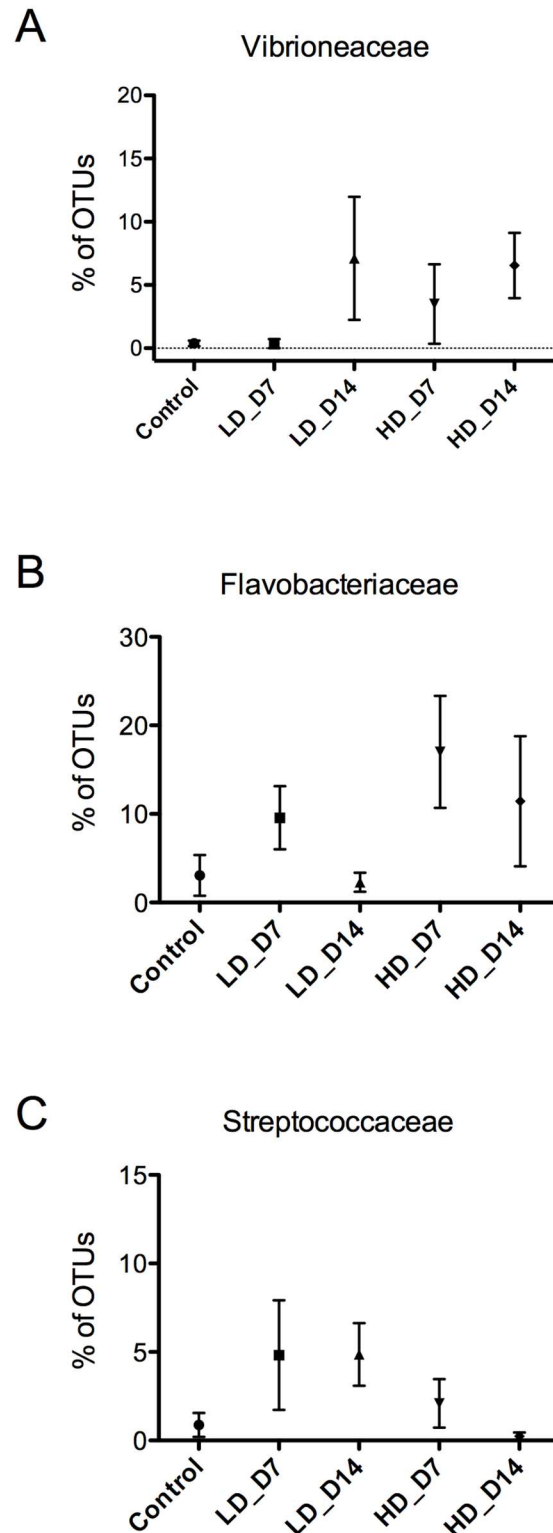 A
Vibrioneaceae
% of OTUs
20
15
10
5
0
Control
LD_D7
LD_D14
HD_D7
HD_D14
B
Flavobacteriaceae
% of OTUs
30
20
10
0
Control
LD_D7
LD_D14
HD_D7
HD_D14
C
Streptococcaceae
% of OTUs
15
10
5
0
Control
LD_D7
LD_D14
HD_D7
HD_D14